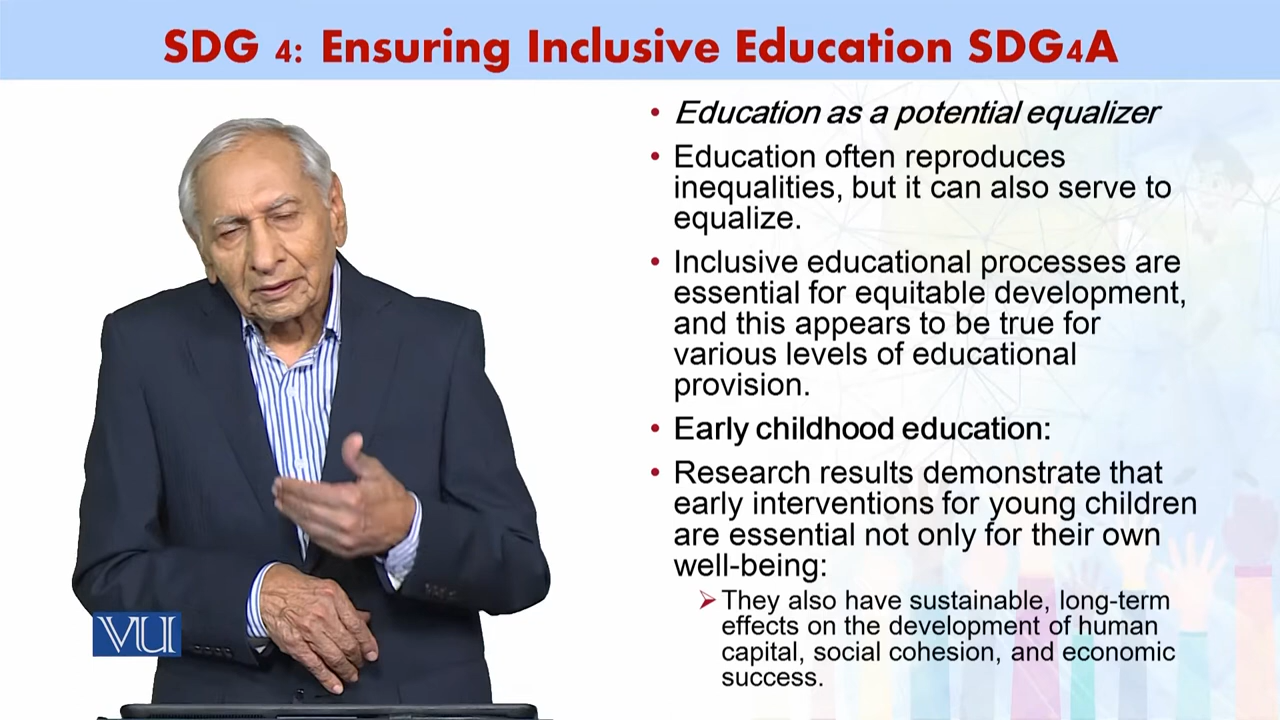 SDG 4: Ensuring Inclusive Education SDG4A
• Education as a potential equalizer
• Education often reproduces
inequalities, but it can also serve to
equalize.
• Inclusive educational processes are
essential for equitable development,
and this appears to be true for
various levels of educational
provision.
• Early childhood education:
• Research results demonstrate that
early interventions for young children
are essential not only for their own
well-being:
➢ They also have sustainable, long-term
effects on the development of human
capital, social cohesion, and economic
success.
VU